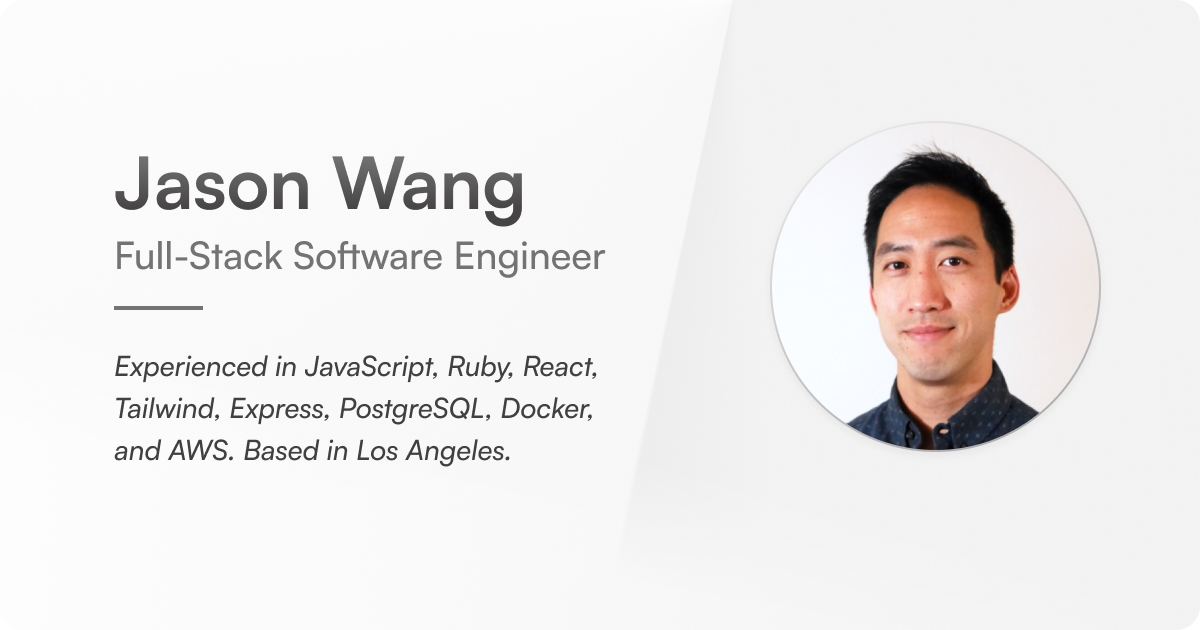 Jason Wang
Full-Stack Software Engineer
Experienced in JavaScript, Ruby, React,
Tailwind, Express, PostgreSQL, Docker,
and AWS. Based in Los Angeles.